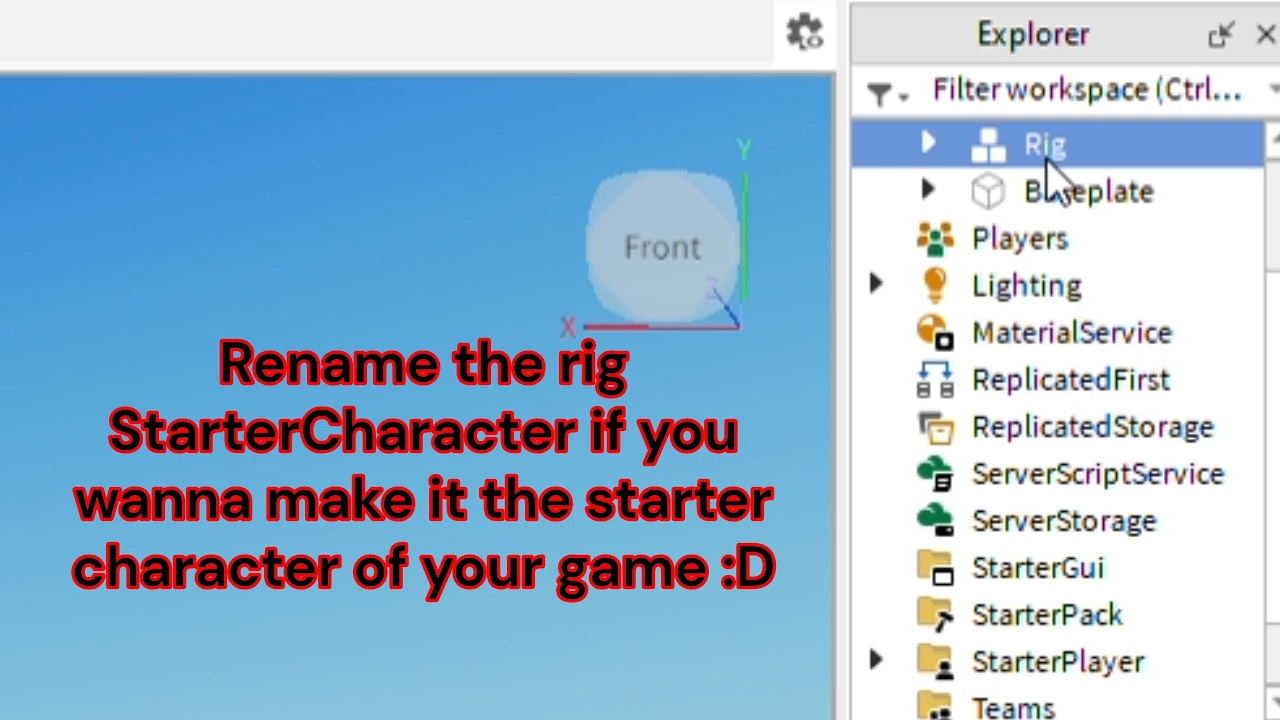 Explorer
Filter workspace (Ctrl...
Rig
Baseplate
Players
Lighting
MaterialService
ReplicatedFirst
ReplicatedStorage
ServerScriptService
ServerStorage
StarterGui
StarterPack
StarterPlayer
Teams
Y
Front
Z
X
Rename the rig
StarterCharacter if you
wanna make it the starter
character of your game :D